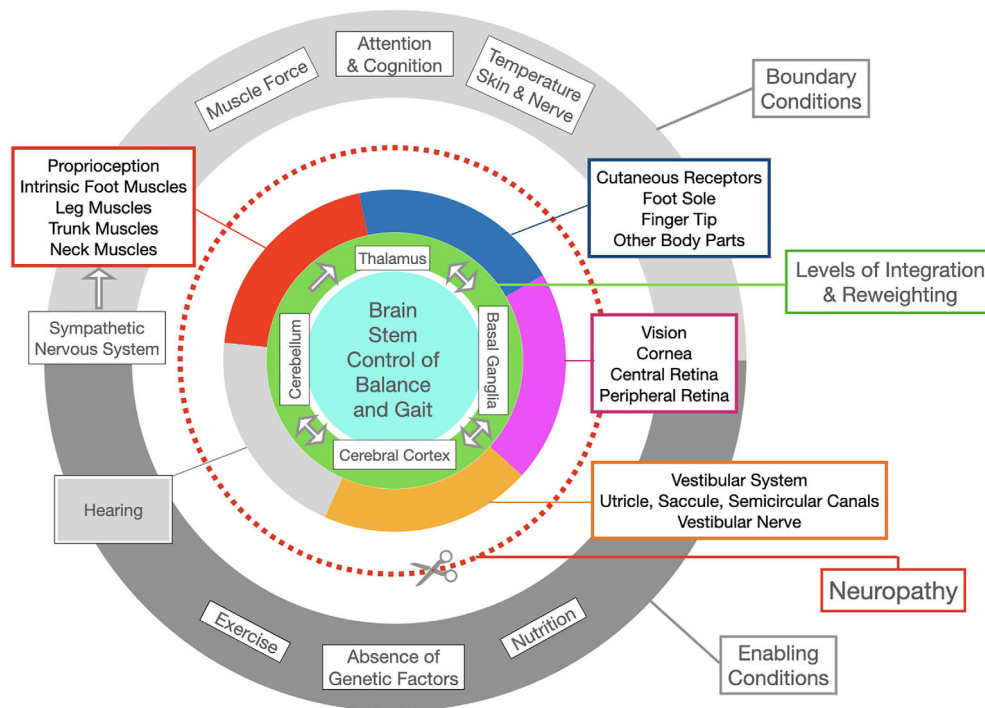 Attention
& Cognition
Muscle Force
Temperature
Skin & Nerve
Boundary
Conditions
Proprioception
Intrinsic Foot Muscles
Leg Muscles
Trunk Muscles
Neck Muscles
Cutaneous Receptors
Foot Sole
Finger Tip
Other Body Parts
Thalamus
Levels of Integration
& Reweighting
Sympathetic
Nervous System
Cerebellum
Brain
Stem
Control of
Balance
and Gait
Basal Ganglia
Vision
Cornea
Central Retina
Peripheral Retina
Cerebral Cortex
Hearing
Vestibular System
Utricle, Saccule, Semicircular Canals
Vestibular Nerve
Neuropathy
Exercise
Absence of
Genetic Factors
Nutrition
Enabling
Conditions